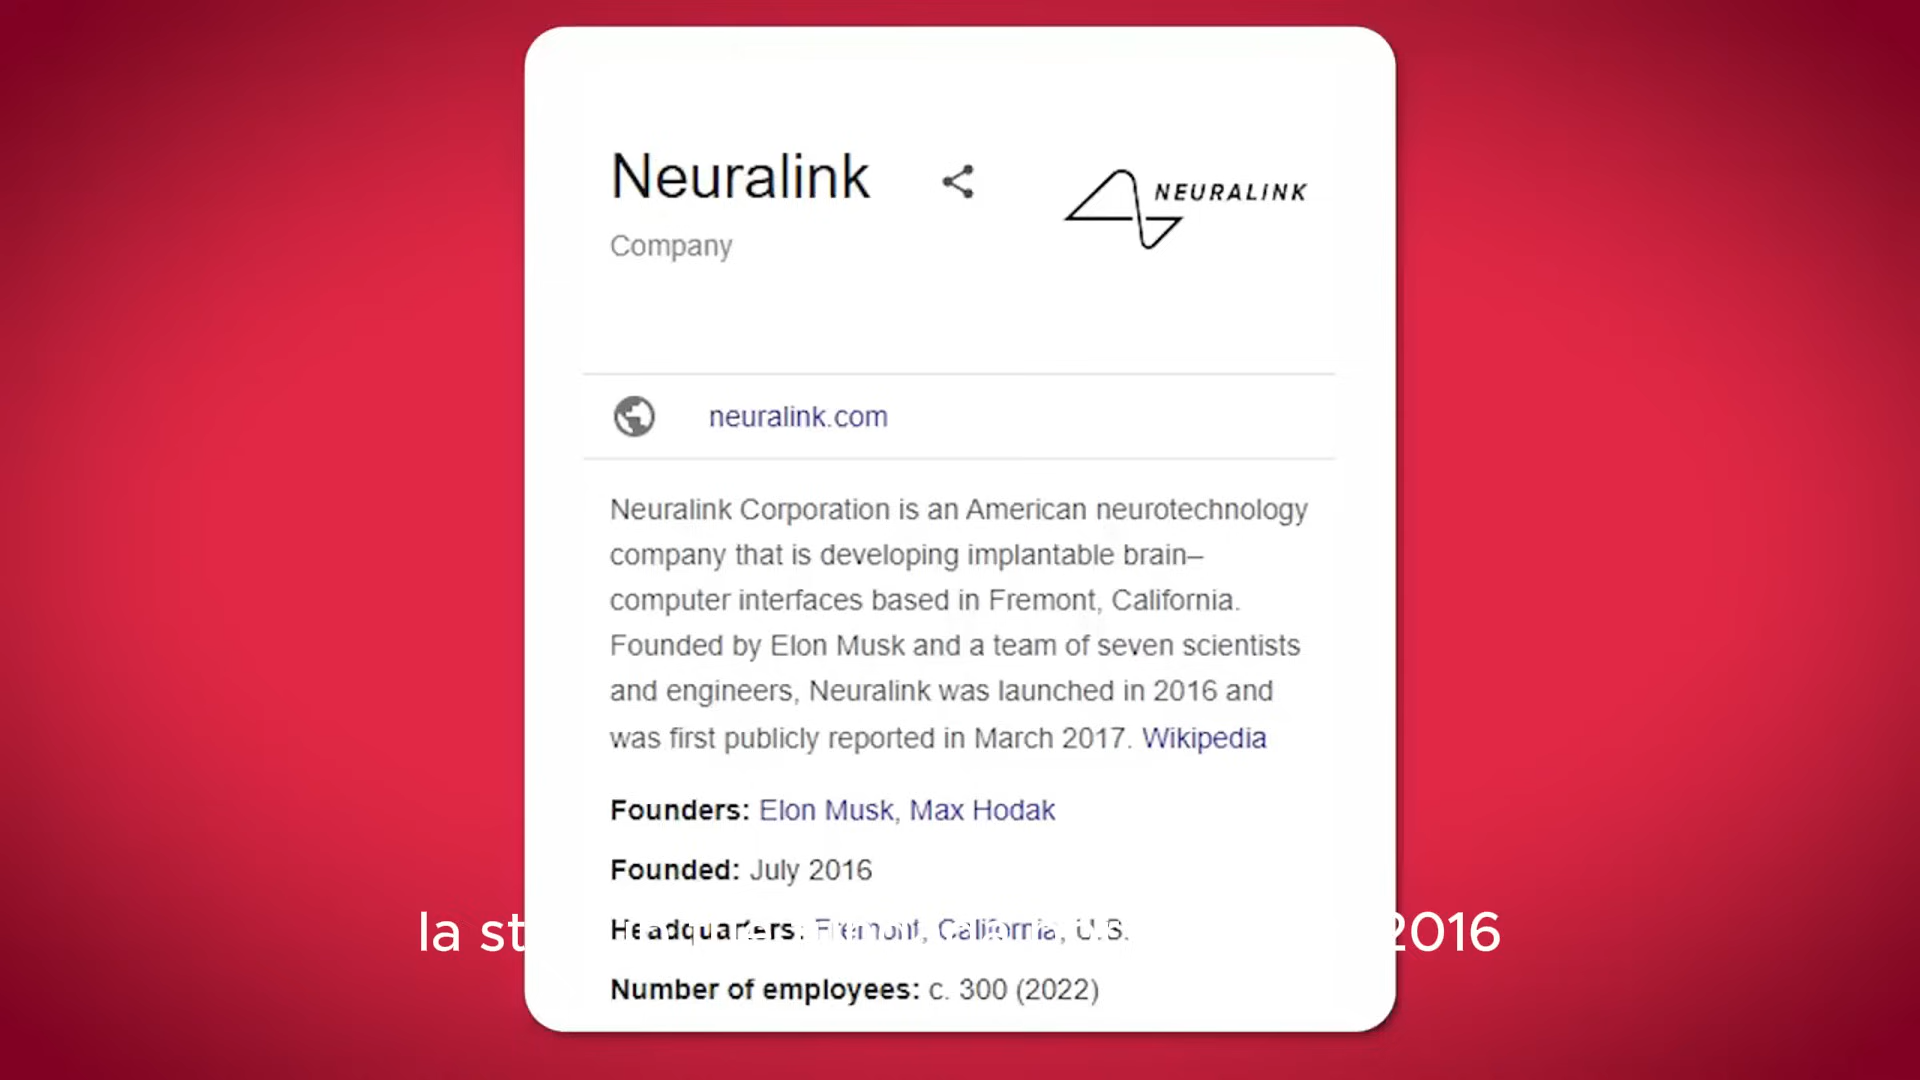 Neuralink
NEURALINK
Company
neuralink.com
Neuralink Corporation is an American neurotechnology
company that is developing implantable brain–
computer interfaces based in Fremont, California.
Founded by Elon Musk and a team of seven scientists
and engineers, Neuralink was launched in 2016 and
was first publicly reported in March 2017. Wikipedia
Founders: Elon Musk, Max Hodak
Founded: July 2016
Headquarters: Fremont, California, U.S.
la 2016
Number of employees: c. 300 (2022)